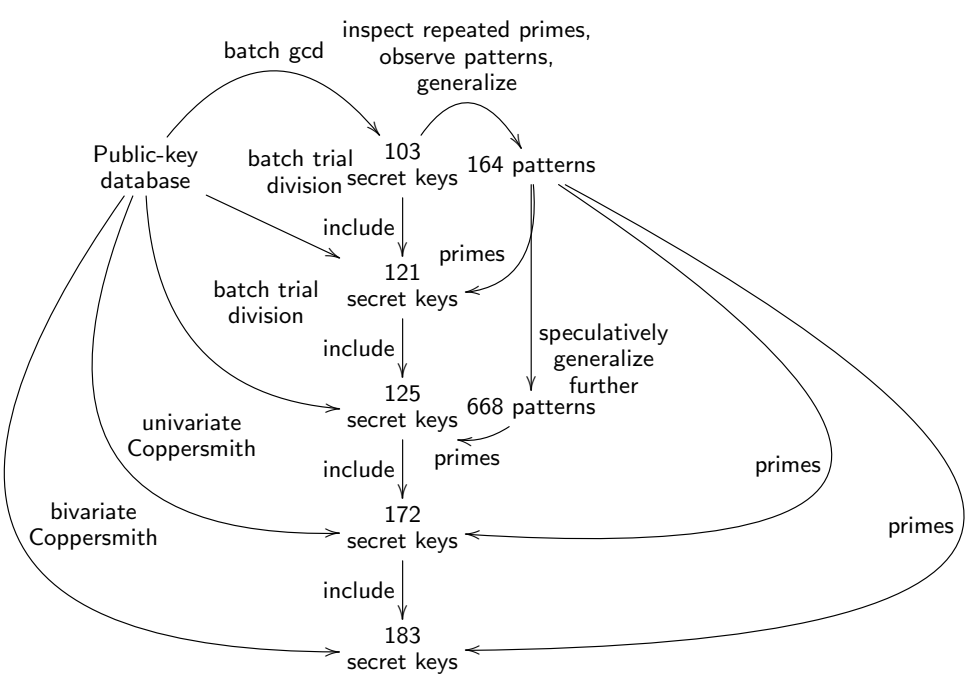 inspect repeated primes,
observe patterns,
generalize
batch gcd
Public-key
database
batch trial
division
103
secret keys
164 patterns
include
primes
121
secret keys
batch trial
division
include
speculatively
generalize
further
125
secret keys
668 patterns
univariate
Coppersmith
include
primes
primes
bivariate
Coppersmith
172
secret keys
primes
include
183
secret keys